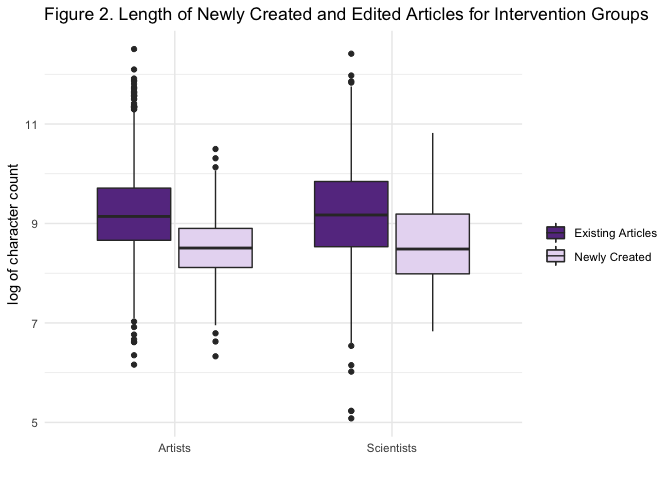 Figure 2. Length of Newly Created and Edited Articles for Intervention Groups
log of character count
11
9
7
5
Artists
Scientists
Existing Articles
Newly Created